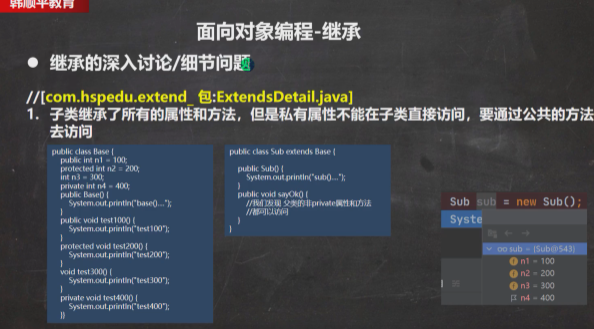 韩顺平教育
面向对象编程-继承
● 继承的深入讨论/细节问题
//[com.hspedu.extend_ 包:ExtendsDetail.java]
1. 子类继承了所有的属性和方法，但是私有属性不能在子类直接访问，要通过公共的方法
去访问
public class Base {
public int n1 = 100;
protected int n2 = 200;
int n3 = 300;
private int n4 = 400;
public Base() {
System.out.println("base()...");
}
public void test100() {
System.out.println("test100");
}
protected void test200() {
System.out.println("test200");
}
void test300() {
System.out.println("test300");
}
private void test400() {
System.out.println("test400");
}}
public class Sub extends Base {
public Sub() {
System.out.println("sub()...");
}
public void sayOk() {
//我们发现 父类的非private属性和方法
//都可以访问
}
}
Sub sub = new Sub();
Syste
oo sub = {Sub@543}
n1 = 100
n2 = 200
n3 = 300
n4 = 400